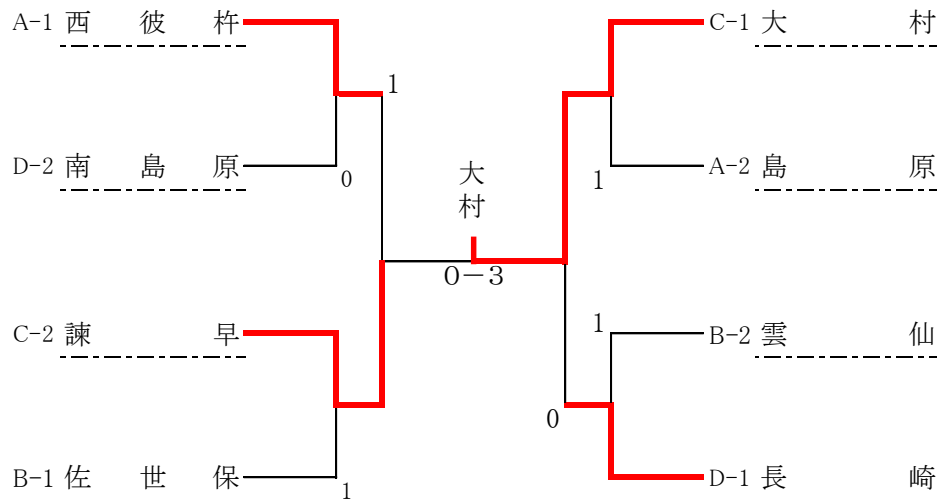 A-1 西彼杵
1
D-2 南島原
0
C-2 諫早
B-1 佐世保
1
大村
0-3
C-1 大村
A-2 島原
1
B-2 雲仙
1
D-1 長崎
0